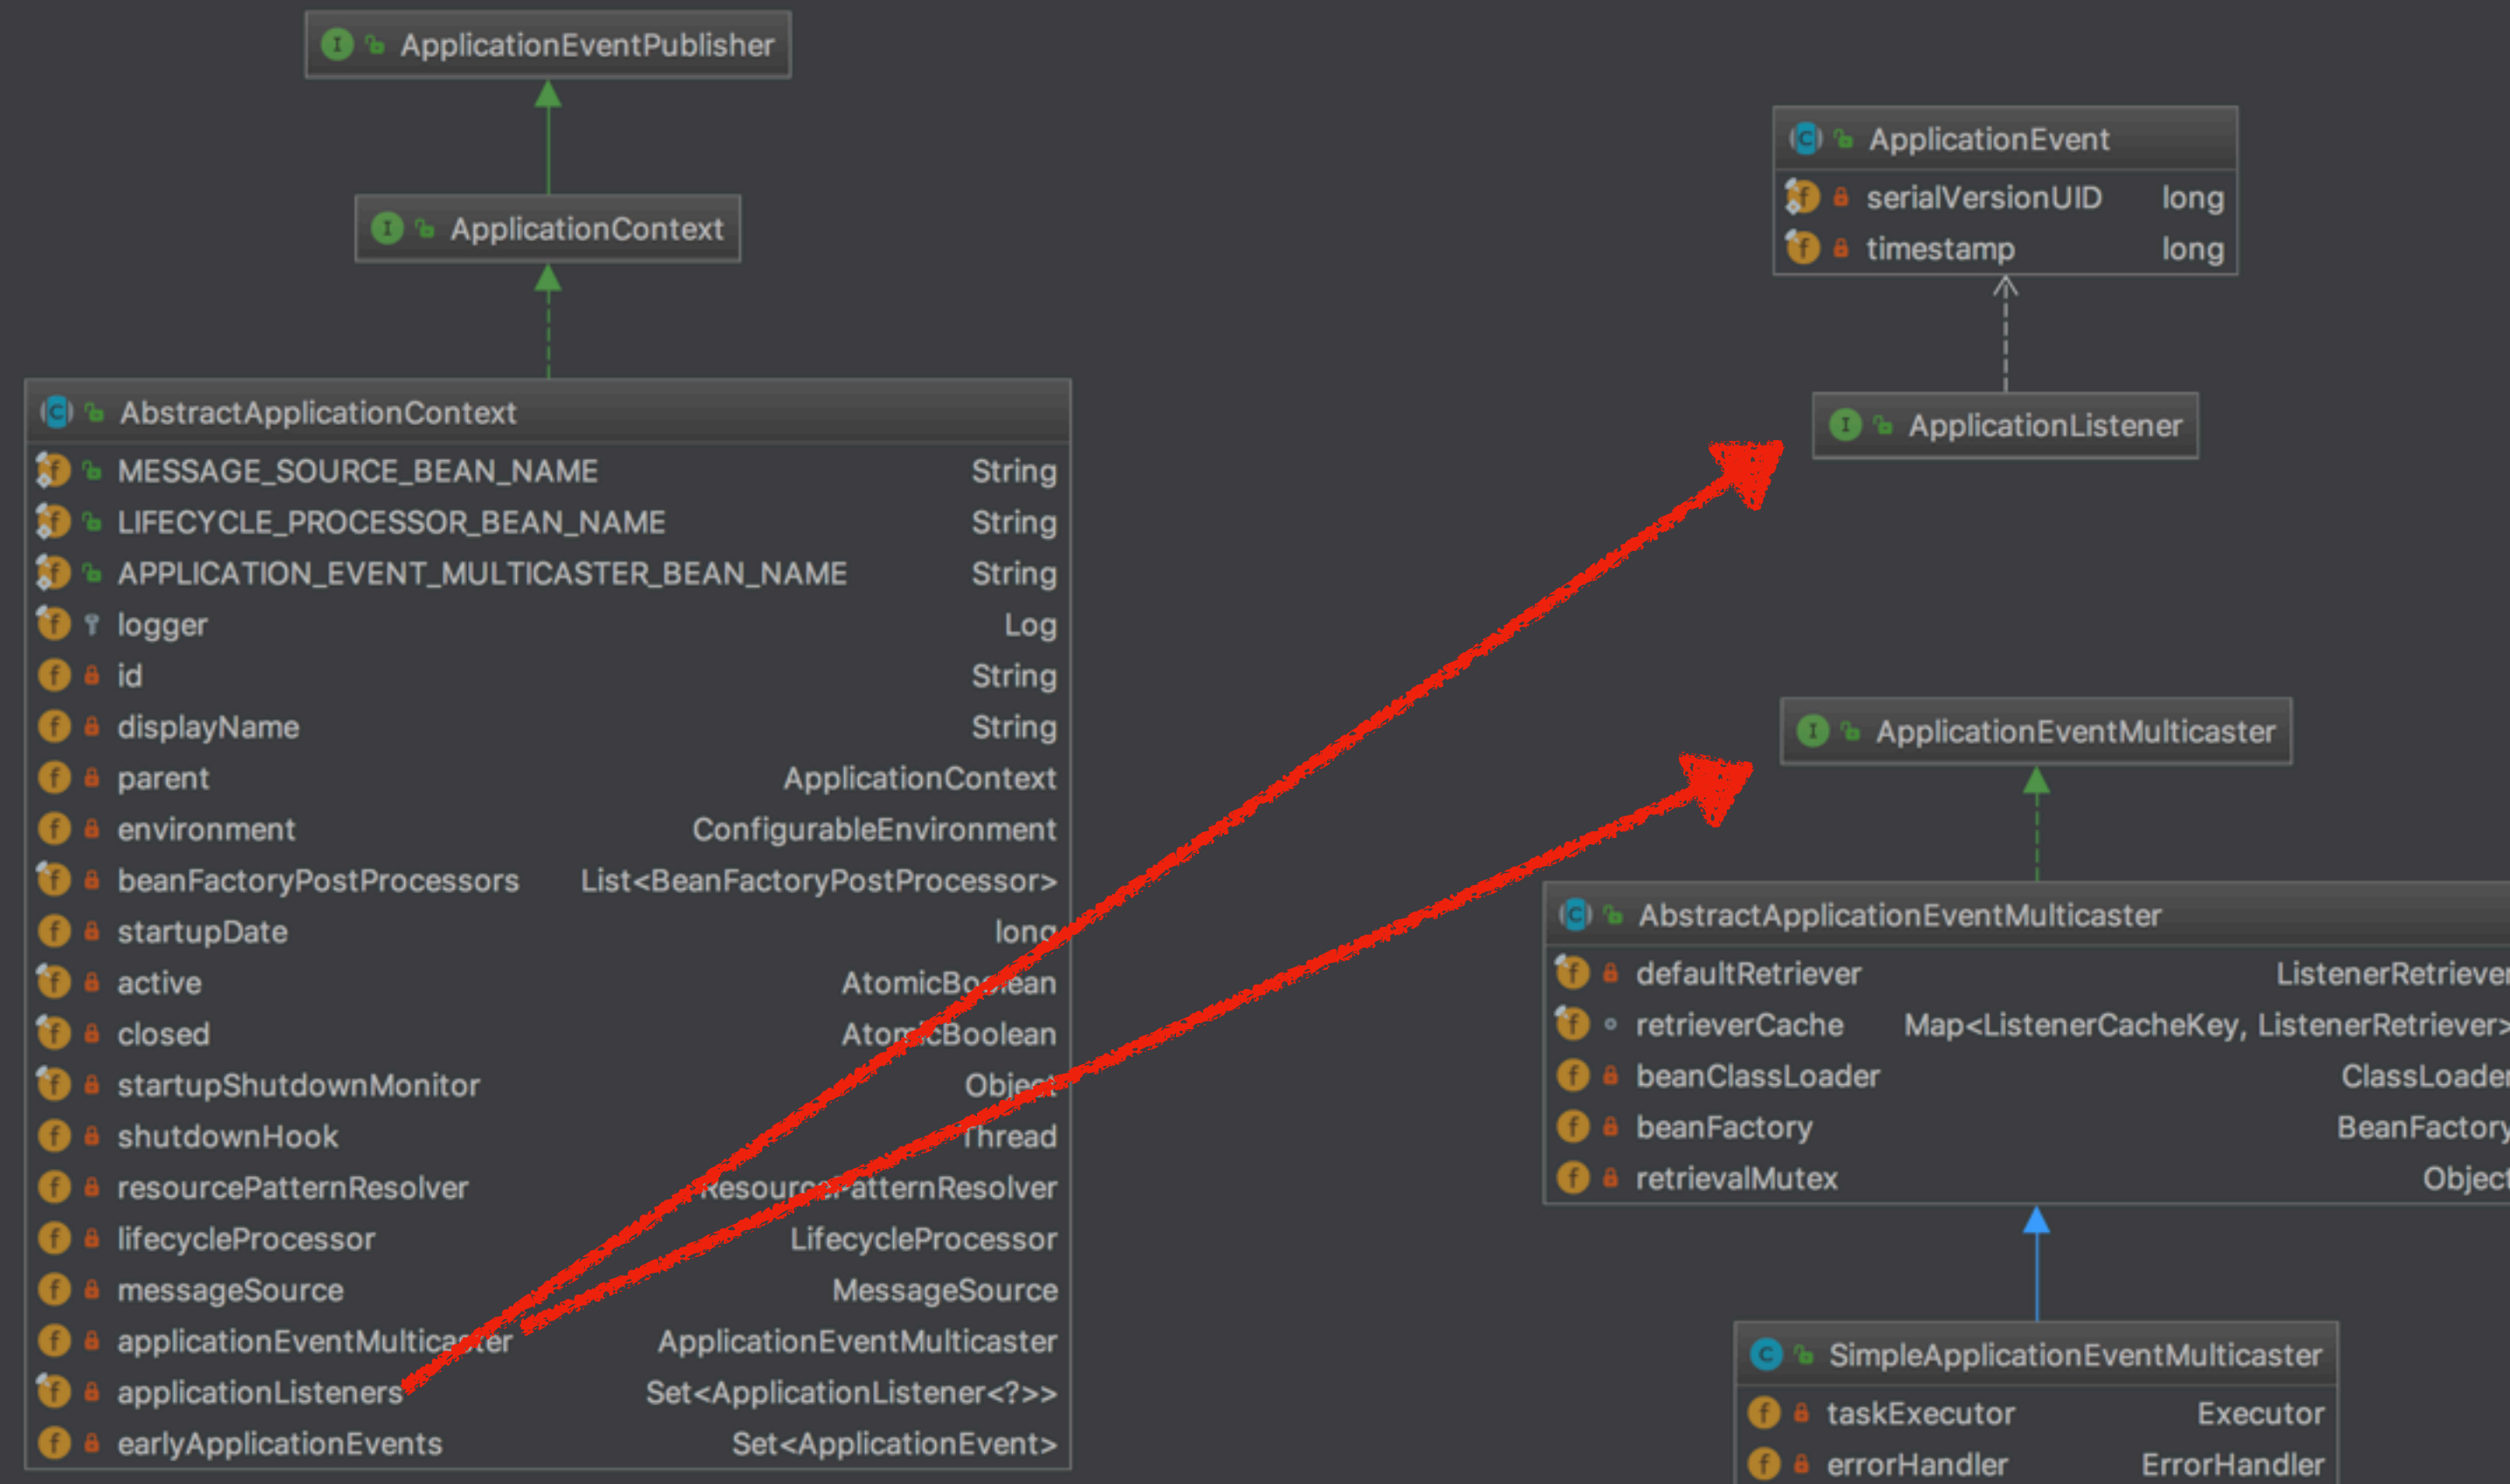 ApplicationEventPublisher
ApplicationContext
AbstractApplicationContext
MESSAGE_SOURCE_BEAN_NAME String
LIFECYCLE_PROCESSOR_BEAN_NAME String
APPLICATION_EVENT_MULTICASTER_BEAN_NAME String
logger Log
id String
displayName String
parent ApplicationContext
environment ConfigurableEnvironment
beanFactoryPostProcessors List<BeanFactoryPostProcessor>
startupDate long
active AtomicBoolean
closed AtomicBoolean
startupShutdownMonitor Object
shutdownHook Thread
resourcePatternResolver ResourcePatternResolver
lifecycleProcessor LifecycleProcessor
messageSource MessageSource
applicationEventMulticaster ApplicationEventMulticaster
applicationListeners Set<ApplicationListener<?>>
earlyApplicationEvents Set<ApplicationEvent>
ApplicationEvent
serialVersionUID long
timestamp long
ApplicationListener
ApplicationEventMulticaster
AbstractApplicationEventMulticaster
defaultRetriever ListenerRetriever
retrieverCache Map<ListenerCacheKey, ListenerRetriever>
beanClassLoader ClassLoader
beanFactory BeanFactory
retrievalMutex Object
SimpleApplicationEventMulticaster
taskExecutor Executor
errorHandler ErrorHandler